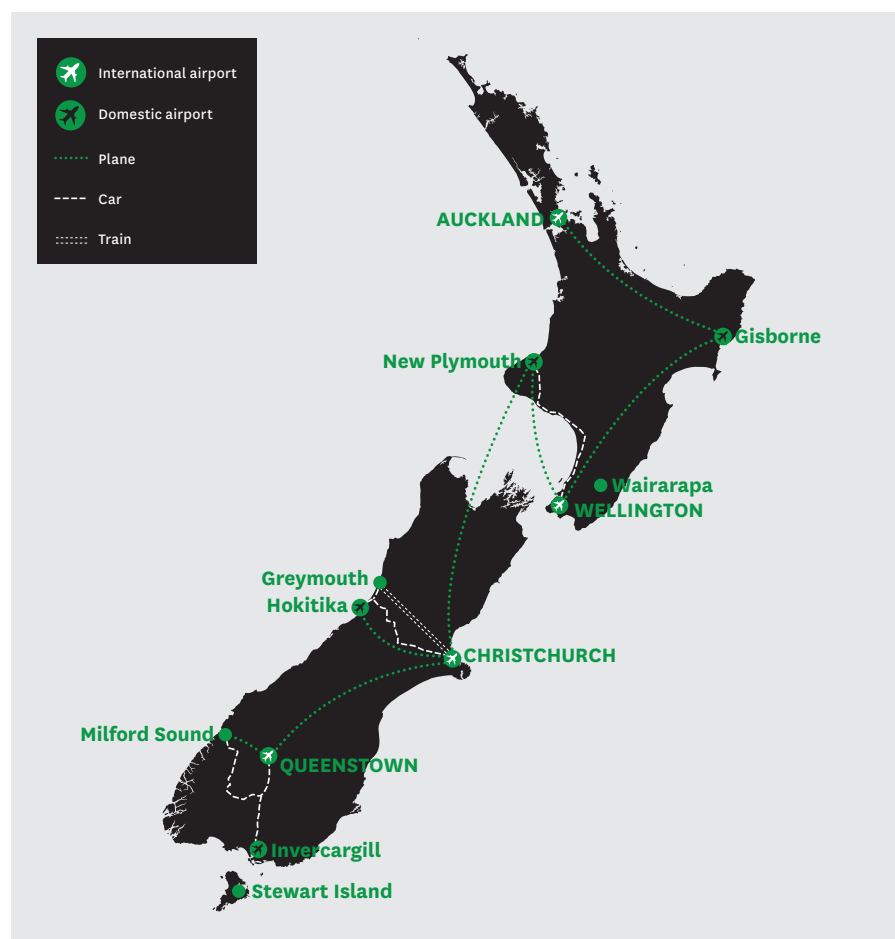 International airport
Domestic airport
Plane
Car
Train
AUCKLAND
Gisborne
New Plymouth
Wairarapa
WELLINGTON
Greymouth
Hokitika
CHRISTCHURCH
Milford Sound
QUEENSTOWN
Invercargill
Stewart Island